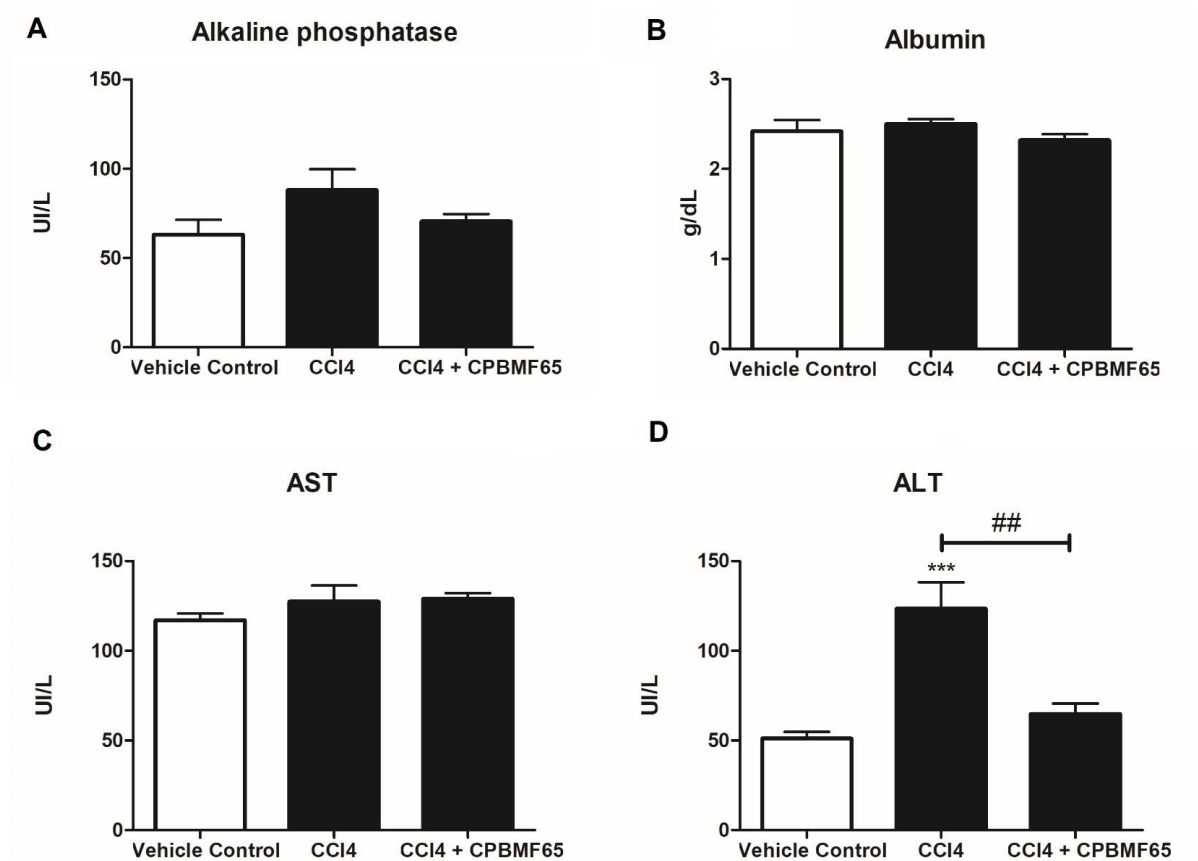 A
Alkaline phosphatase
150
100
50
0
UI/L
Vehicle Control CCl4 CCl4 + CPBMF65
B
Albumin
3
2
1
0
g/dL
Vehicle Control CCl4 CCl4 + CPBMF65
C
AST
150
100
50
0
UI/L
Vehicle Control CCl4 CCl4 + CPBMF65
D
ALT
##
***
150
100
50
0
UI/L
Vehicle Control CCl4 CCl4 + CPBMF65